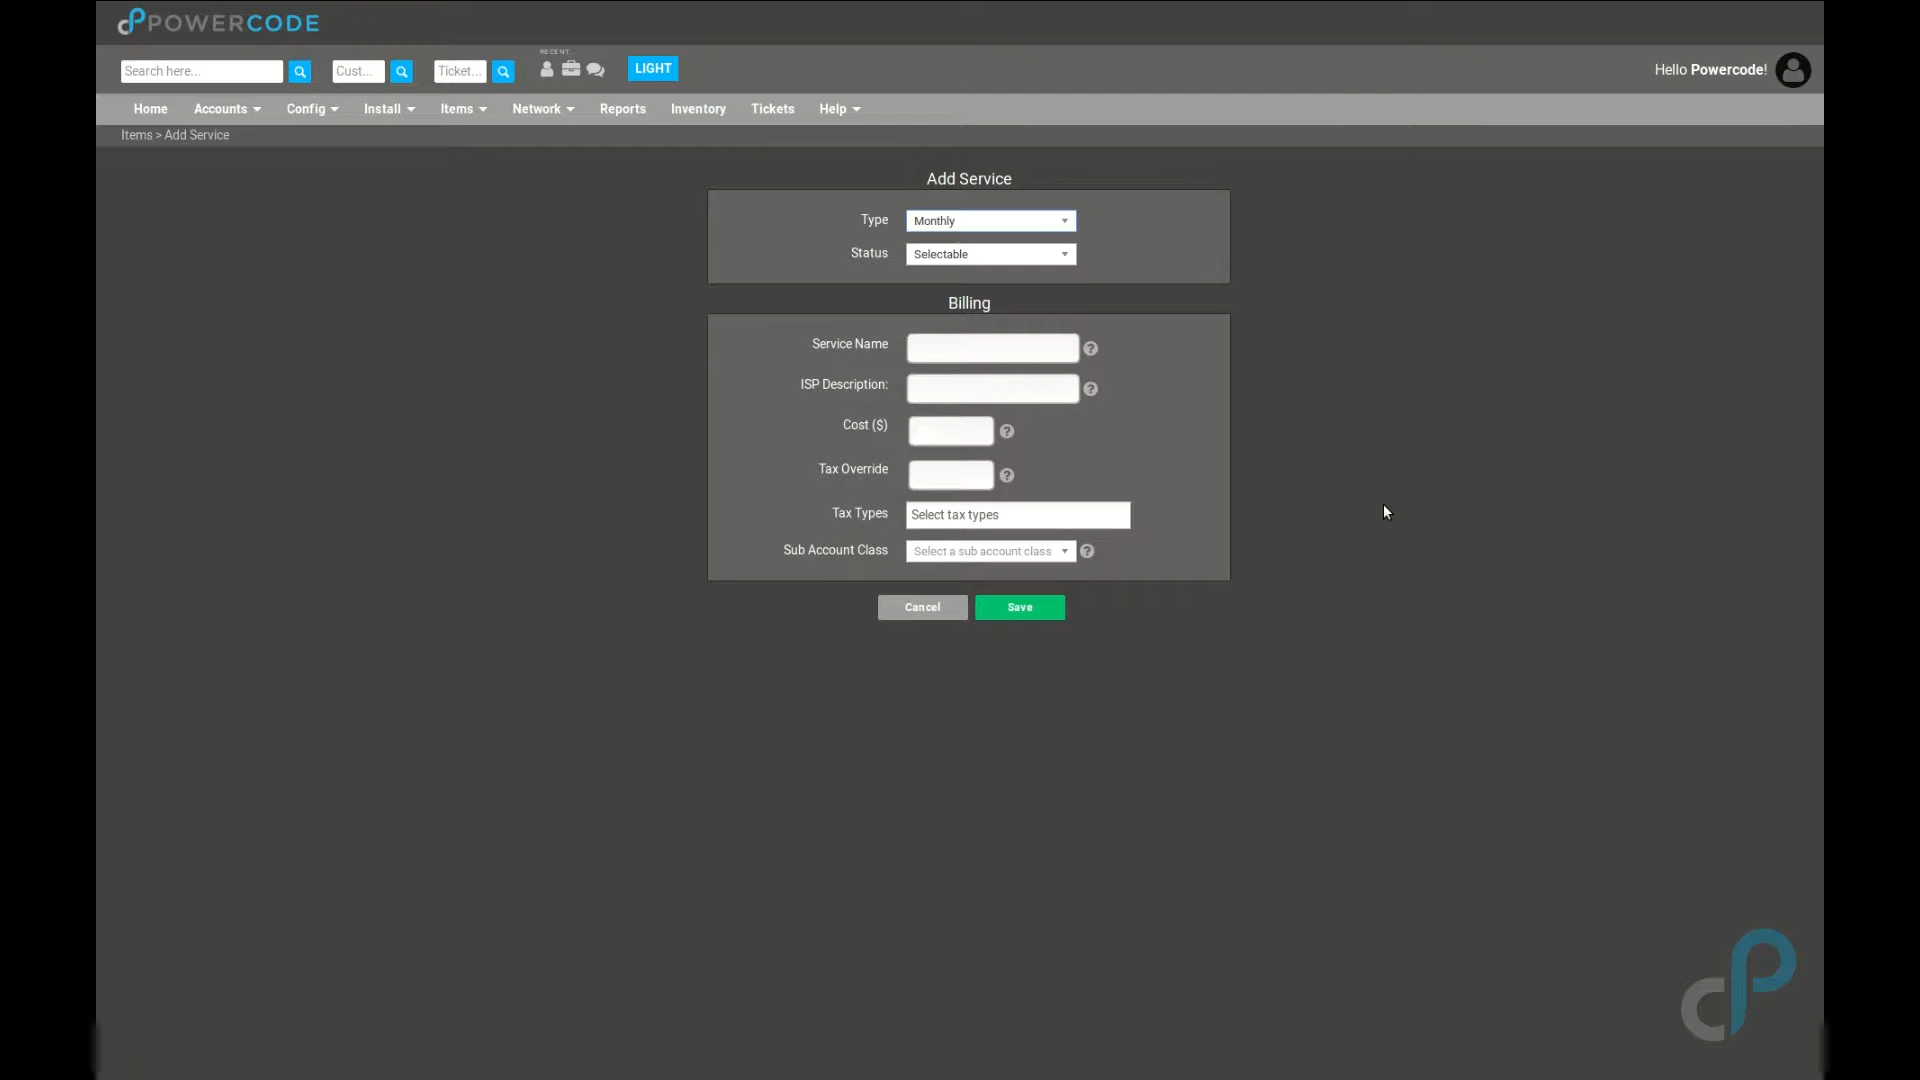 POWERCODE
RECENT...
Search here... Cust... Ticket... LIGHT Hello Powercode!
Home Accounts Config Install Items Network Reports Inventory Tickets Help
Items > Add Service
Add Service
Type Monthly
Status Selectable
Billing
Service Name
ISP Description:
Cost ($)
Tax Override
Tax Types Select tax types
Sub Account Class Select a sub account class
Cancel Save